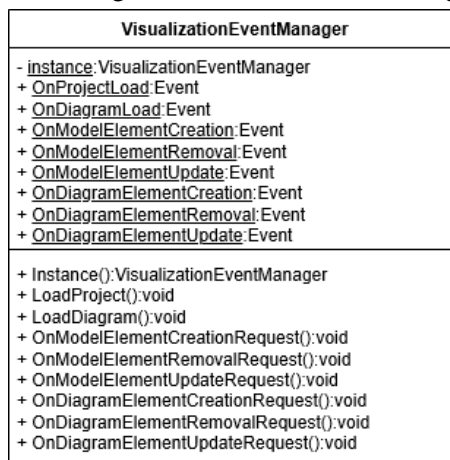 VisualizationEventManager
- instance:VisualizationEventManager
+ OnProjectLoad:Event
+ OnDiagramLoad:Event
+ OnModelElementCreation:Event
+ OnModelElementRemoval:Event
+ OnModelElementUpdate:Event
+ OnDiagramElementCreation:Event
+ OnDiagramElementRemoval:Event
+ OnDiagramElementUpdate:Event
+ Instance():VisualizationEventManager
+ LoadProject():void
+ LoadDiagram():void
+ OnModelElementCreationRequest():void
+ OnModelElementRemovalRequest():void
+ OnModelElementUpdateRequest():void
+ OnDiagramElementCreationRequest():void
+ OnDiagramElementRemovalRequest():void
+ OnDiagramElementUpdateRequest():void